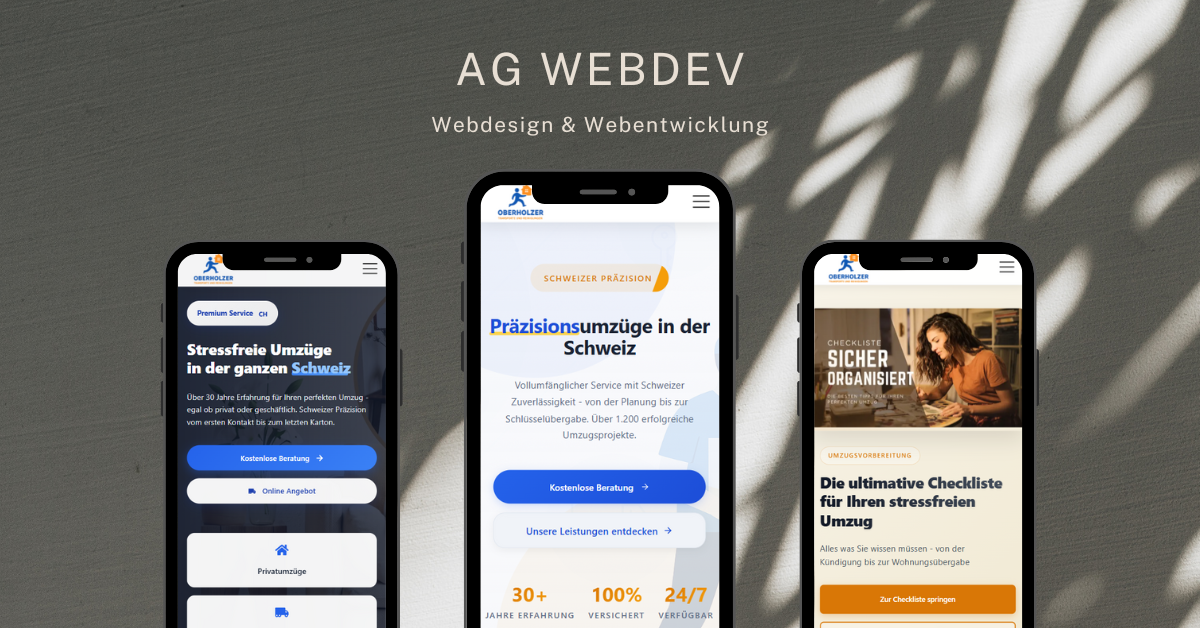 AG WEBDEV
Webdesign & Webentwicklung
OBERHOLZER
Premium Service CH
Stressfreie Umzüge
in der ganzen Schweiz
Über 30 Jahre Erfahrung für Ihren perfekten Umzug -
egal ob privat oder geschäftlich. Schweizer Präzision
vom ersten Kontakt bis zum letzten Karton.
Kostenlose Beratung →
Online Angebot
Privatumzüge
OBERHOLZER
SCHWEIZER PRÄZISION
Präzisionsumzüge in der
Schweiz
Vollumfänglicher Service mit Schweizer
Zuverlässigkeit - von der Planung bis zur
Schlüsselübergabe. Über 1.200 erfolgreiche
Umzugsprojekte.
Kostenlose Beratung →
Unsere Leistungen entdecken →
30+ 100% 24/7
JAHRE ERFAHRUNG VERSICHERT VERFÜGBAR
OBERHOLZER
CHECKLISTE
SICHER
ORGANISIERT
UMZUGSVORBEREITUNG
Die ultimative Checkliste
für Ihren stressfreien
Umzug
Alles was Sie wissen müssen - von der
Kündigung bis zur Wohnungsübergabe
Zur Checkliste springen